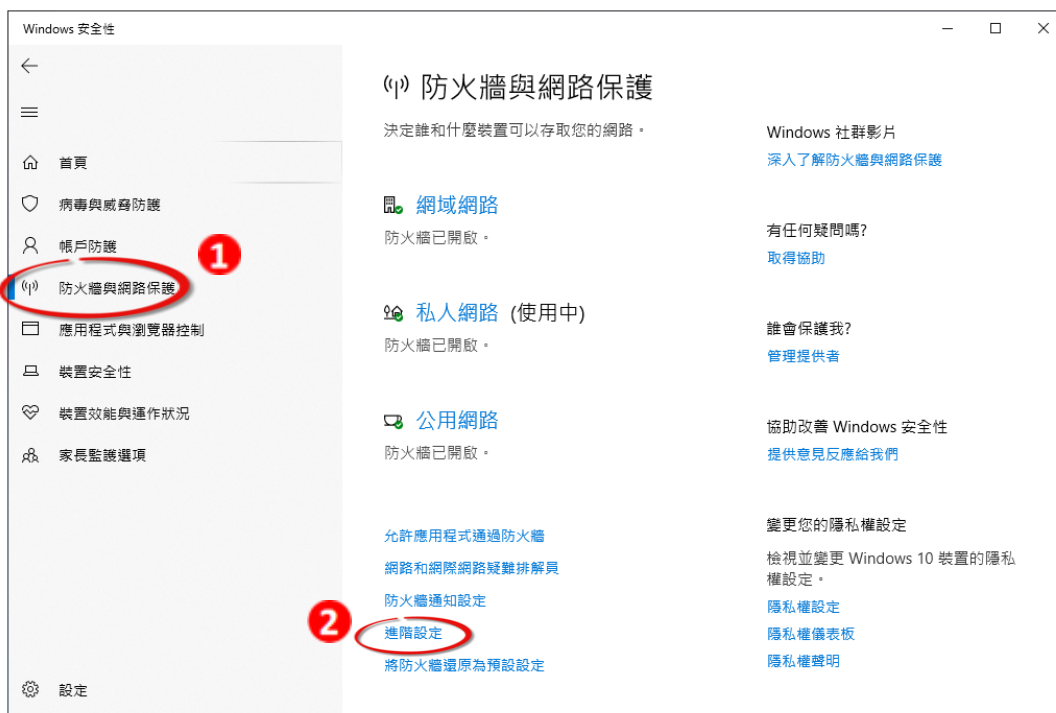 Windows 安全性
首頁
病毒與威脅防護
帳戶防護
1
防火牆與網路保護
應用程式與瀏覽器控制
裝置安全性
裝置效能與運作狀況
家長監護選項
設定
防火牆與網路保護
決定誰和什麼裝置可以存取您的網路。
網域網路
防火牆已開啟。
私人網路 (使用中)
防火牆已開啟。
公用網路
防火牆已開啟。
允許應用程式通過防火牆
網路和網際網路疑難排解員
防火牆通知設定
2
進階設定
將防火牆還原為預設設定
Windows 社群影片
深入了解防火牆與網路保護
有任何疑問嗎?
取得協助
誰會保護我?
管理提供者
協助改善 Windows 安全性
提供意見反應給我們
變更您的隱私權設定
檢視並變更 Windows 10 裝置的隱私
權設定。
隱私權設定
隱私權儀表板
隱私權聲明